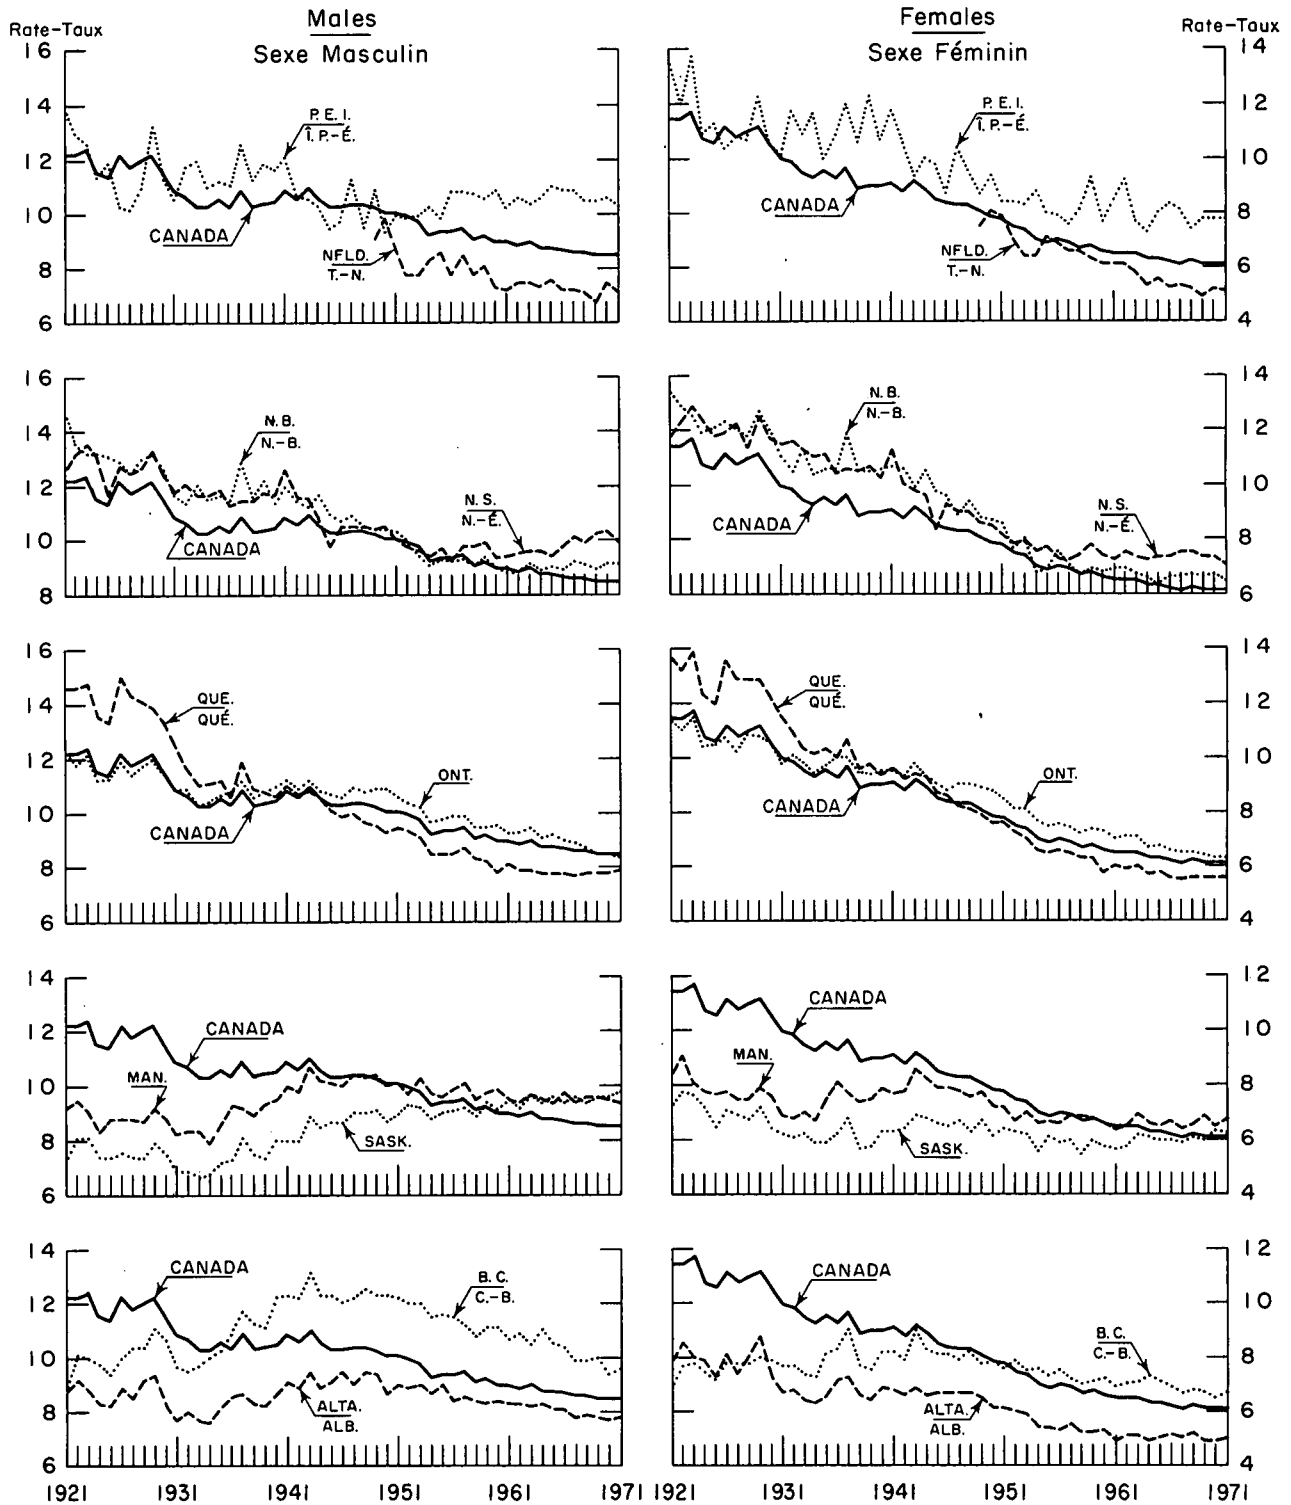 Males
Sexe Masculin
Females
Sexe Féminin
Rate-Taux
Rate-Taux
16
14
12
10
8
6
P.E.I.
Î.P.-É.
CANADA
NFLD.
T.-N.
14
12
10
8
6
4
P.E.I.
Î.P.-É.
CANADA
NFLD.
T.-N.
16
14
12
10
8
N.B.
N.-B.
N.S.
N.-É.
CANADA
14
12
10
8
6
N.B.
N.-B.
N.S.
N.-É.
CANADA
16
14
12
10
8
6
QUE.
QUÉ.
ONT.
CANADA
14
12
10
8
6
4
QUE.
QUÉ.
ONT.
CANADA
14
12
10
8
6
CANADA
MAN.
SASK.
12
10
8
6
4
CANADA
MAN.
SASK.
14
12
10
8
6
CANADA
B.C.
C.-B.
ALTA.
ALB.
12
10
8
6
4
CANADA
B.C.
C.-B.
ALTA.
ALB.
1921 1931 1941 1951 1961 1971
1921 1931 1941 1951 1961 1971